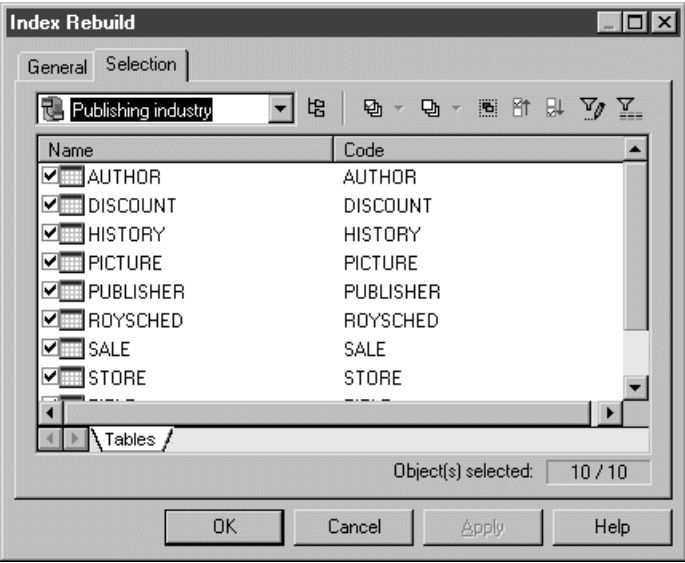 Index Rebuild
General Selection
Publishing industry
Name Code
AUTHOR AUTHOR
DISCOUNT DISCOUNT
HISTORY HISTORY
PICTURE PICTURE
PUBLISHER PUBLISHER
ROYSCHED ROYSCHED
SALE SALE
STORE STORE
Tables
Object(s) selected: 10 / 10
OK Cancel Apply Help